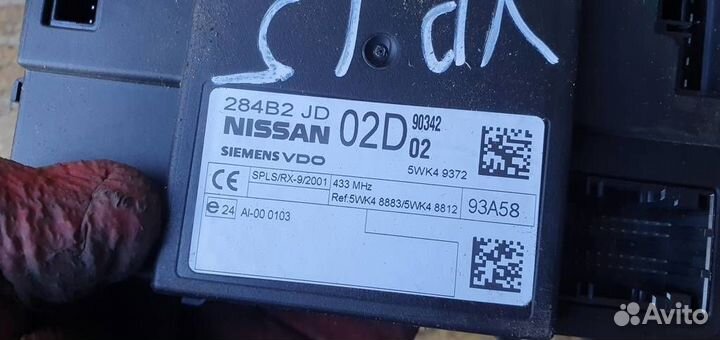 284B2 JD
NISSAN 02D 90342 02
SIEMENS VDO
5WK4 9372
CE SPLS/RX-9/2001 433 MHz
Ref:5WK4 8883/5WK4 8812 93A58
e 24 AI-00 0103
Avito